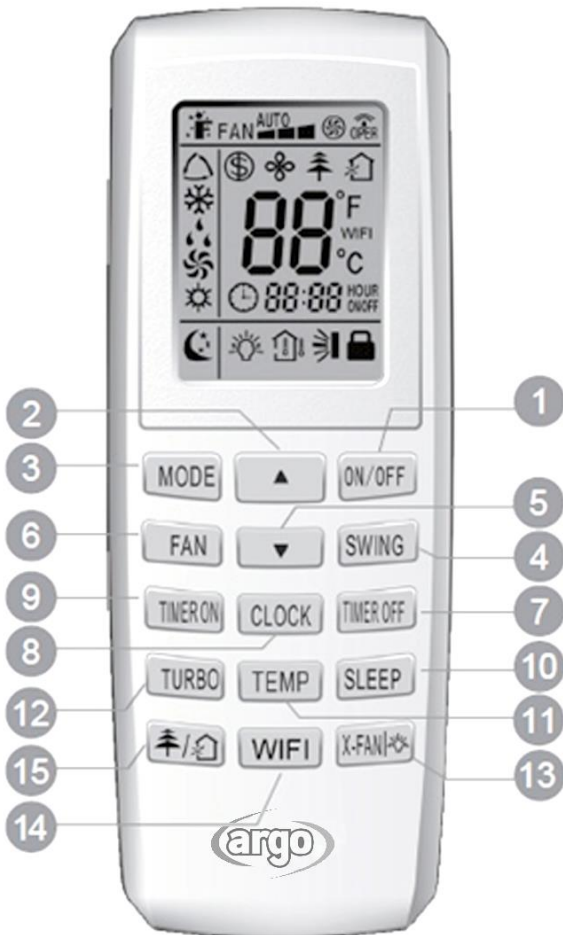 FAN AUTO OPER
88 °F
WIFI
°C
88:88 HOUR
ON/OFF
2
1
3 MODE ▲ ON/OFF
5
6 FAN ▼ SWING
4
9
TIMER ON CLOCK TIMER OFF 7
8
TURBO TEMP SLEEP 10
12
11
/ WIFI X-FAN|
15
13
14
argo